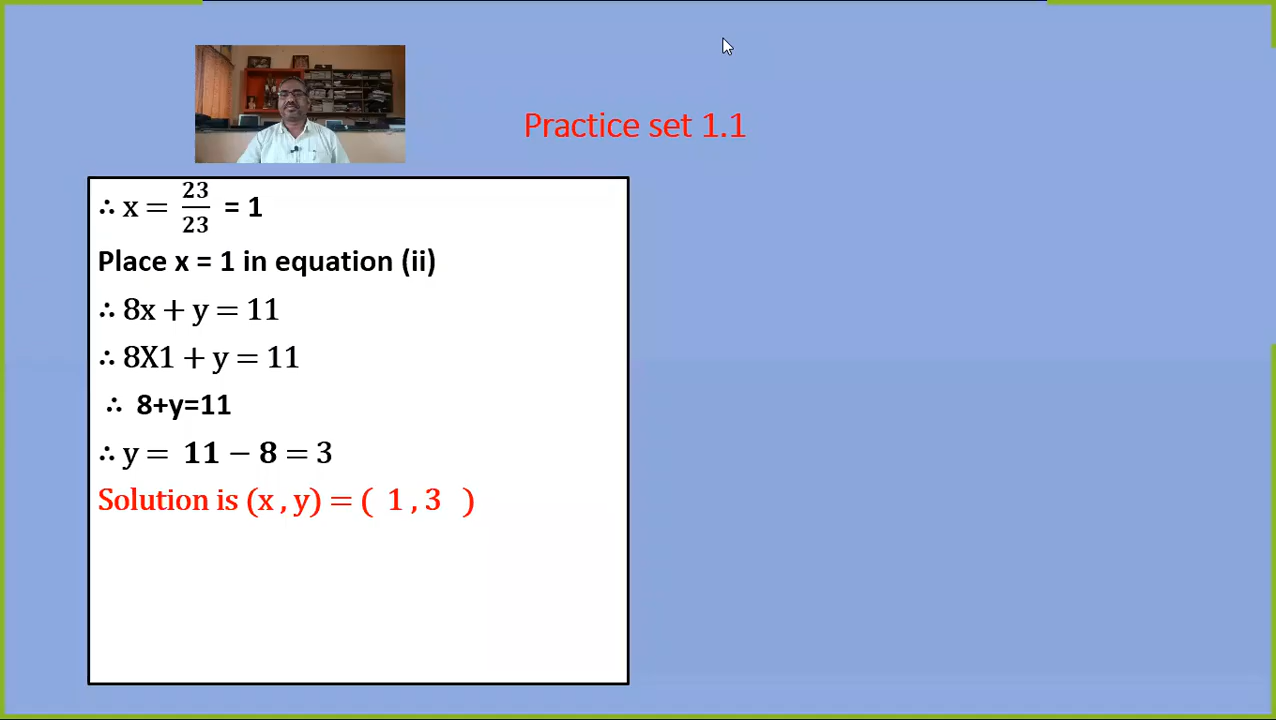 Practice set 1.1
∴ x = 23/23 = 1
Place x = 1 in equation (ii)
∴ 8x + y = 11
∴ 8X1 + y = 11
∴ 8+y=11
∴ y = 11 − 8 = 3
Solution is (x , y) = ( 1 , 3 )